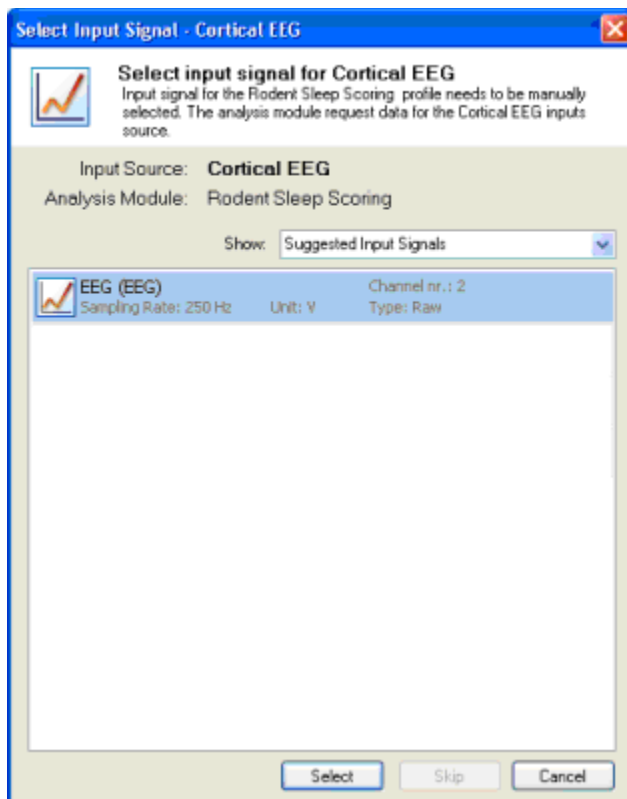 Select Input Signal - Cortical EEG
Select input signal for Cortical EEG
Input signal for the Rodent Sleep Scoring profile needs to be manually
selected. The analysis module request data for the Cortical EEG inputs
source.
Input Source: Cortical EEG
Analysis Module: Rodent Sleep Scoring
Show: Suggested Input Signals
EEG (EEG) Channel nr.: 2
Sampling Rate: 250 Hz Unit: V Type: Raw
Select Skip Cancel